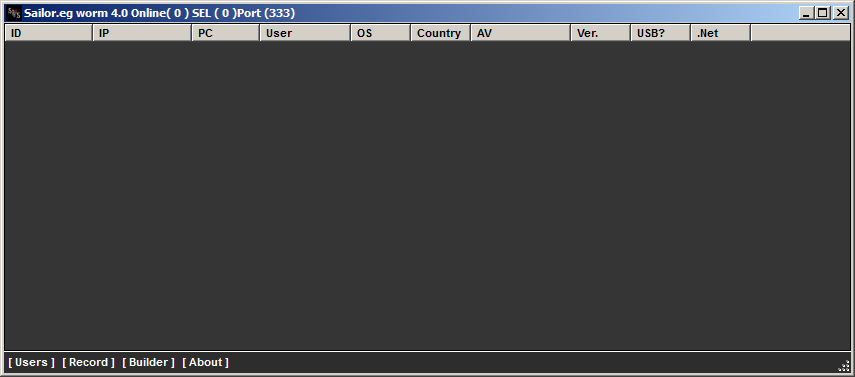 Sailor.eg worm 4.0 Online( 0 ) SEL ( 0 )Port (333)
ID IP PC User OS Country AV Ver. USB? .Net
[ Users ] [ Record ] [ Builder ] [ About ]